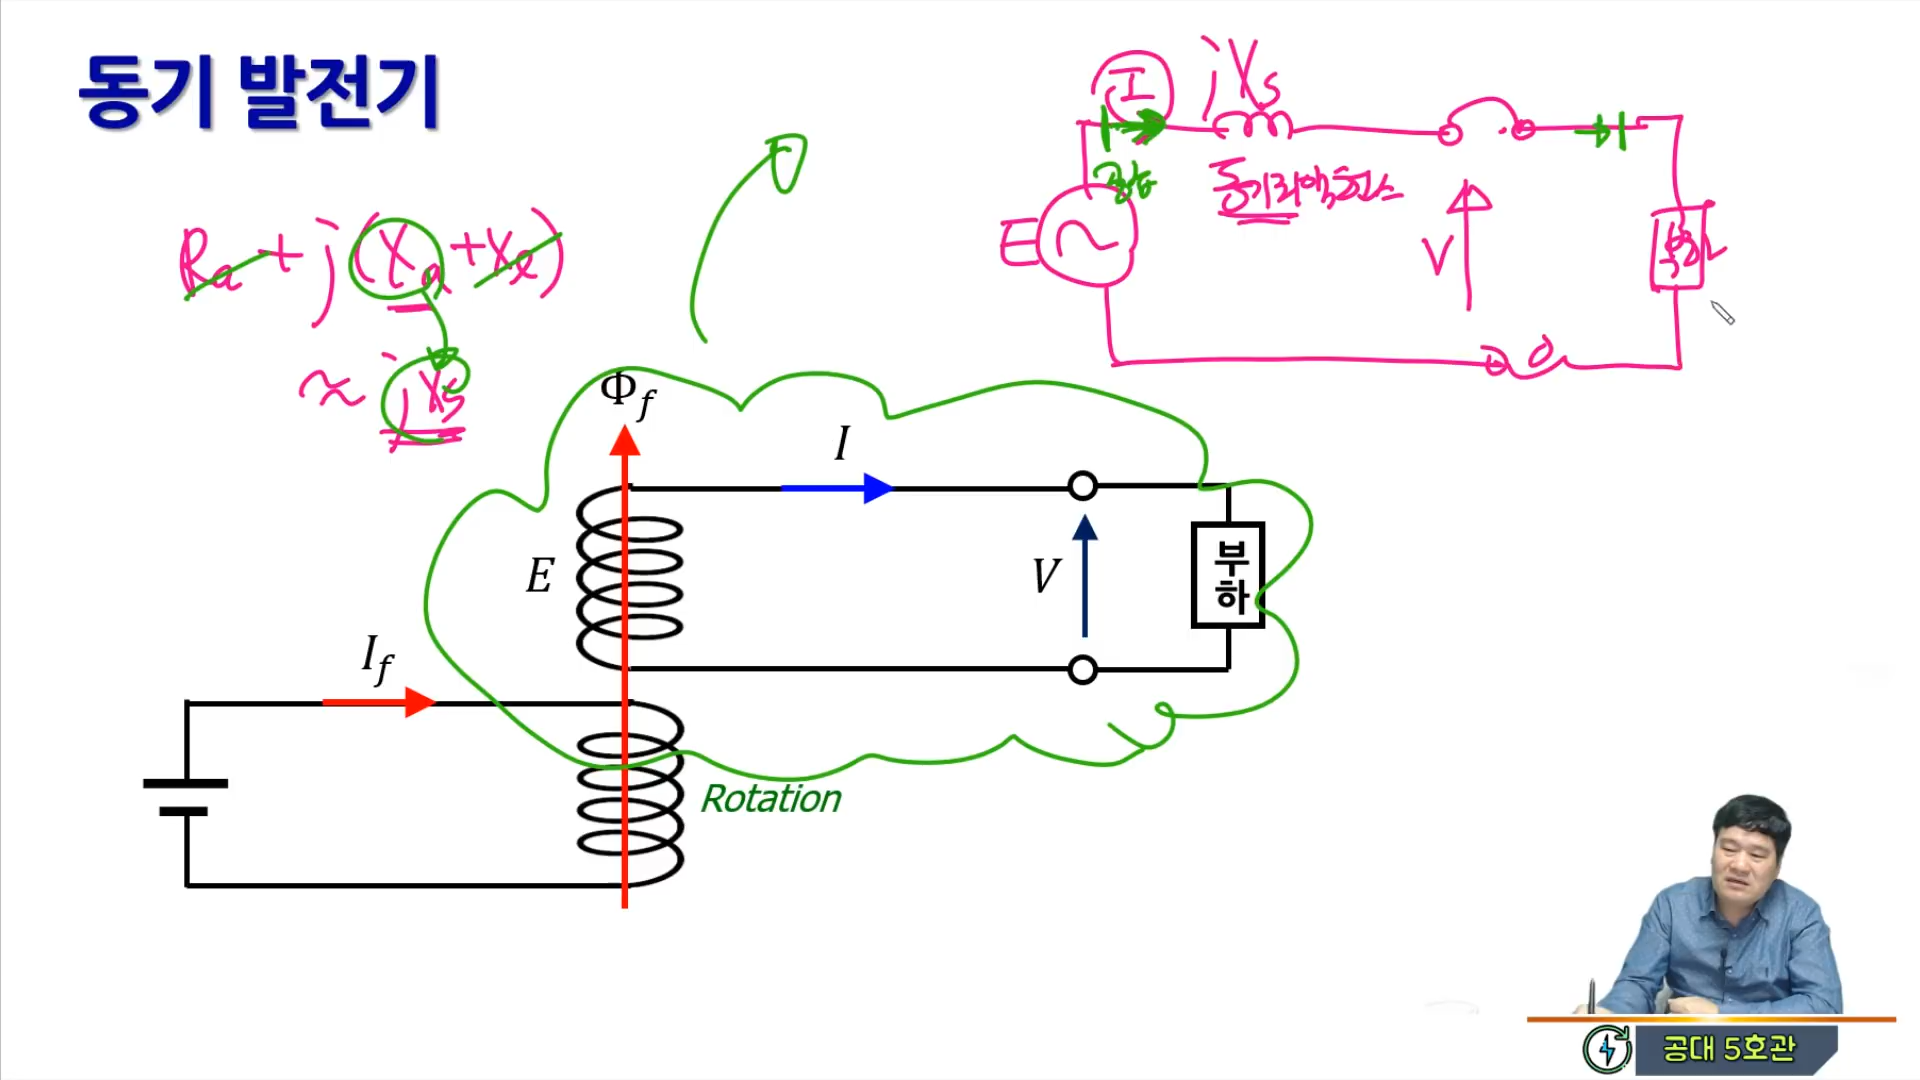 동기 발전기
I
jXs
동기리액턴스
E
V
부하
Ra + j(Xa + Xl)
≈ jXs
Φf
I
E
V
부하
If
Rotation
공대 5호관